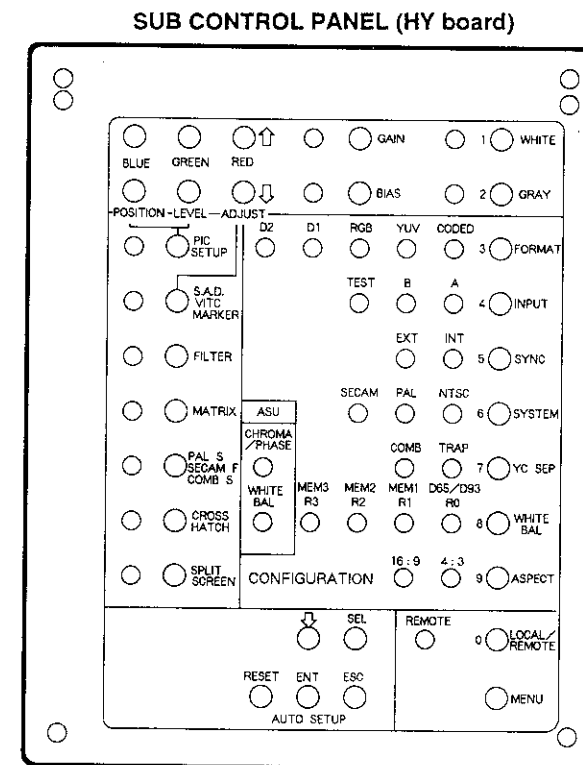 SUB CONTROL PANEL (HY board)
BLUE GREEN RED GAIN 1 WHITE
BIAS 2 GRAY
POSITION LEVEL ADJUST
D2 D1 RGB YUV CODED
PIC
SETUP
3 FORMAT
TEST B A
S.A.D.
VITC
MARKER
4 INPUT
EXT INT
FILTER
5 SYNC
SECAM PAL NTSC
MATRIX
ASU
6 SYSTEM
CHROMA
/PHASE
COMB TRAP
PAL S
SECAM F
COMB S
7 YC SEP
WHITE
BAL
MEM3
R3
MEM2
R2
MEM1
R1
D65/D93
R0
CROSS
HATCH
8 WHITE
BAL
16:9 4:3
SPLIT
SCREEN
CONFIGURATION
9 ASPECT
SEL REMOTE
0 LOCAL/
REMOTE
RESET ENT ESC
MENU
AUTO SETUP